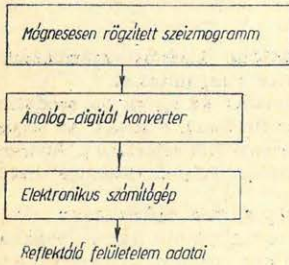 Mágnesesen rögzített szeizmogramm
Analóg-digitál konverter
Elektronikus számítógép
Reflektáló felületelem adatai